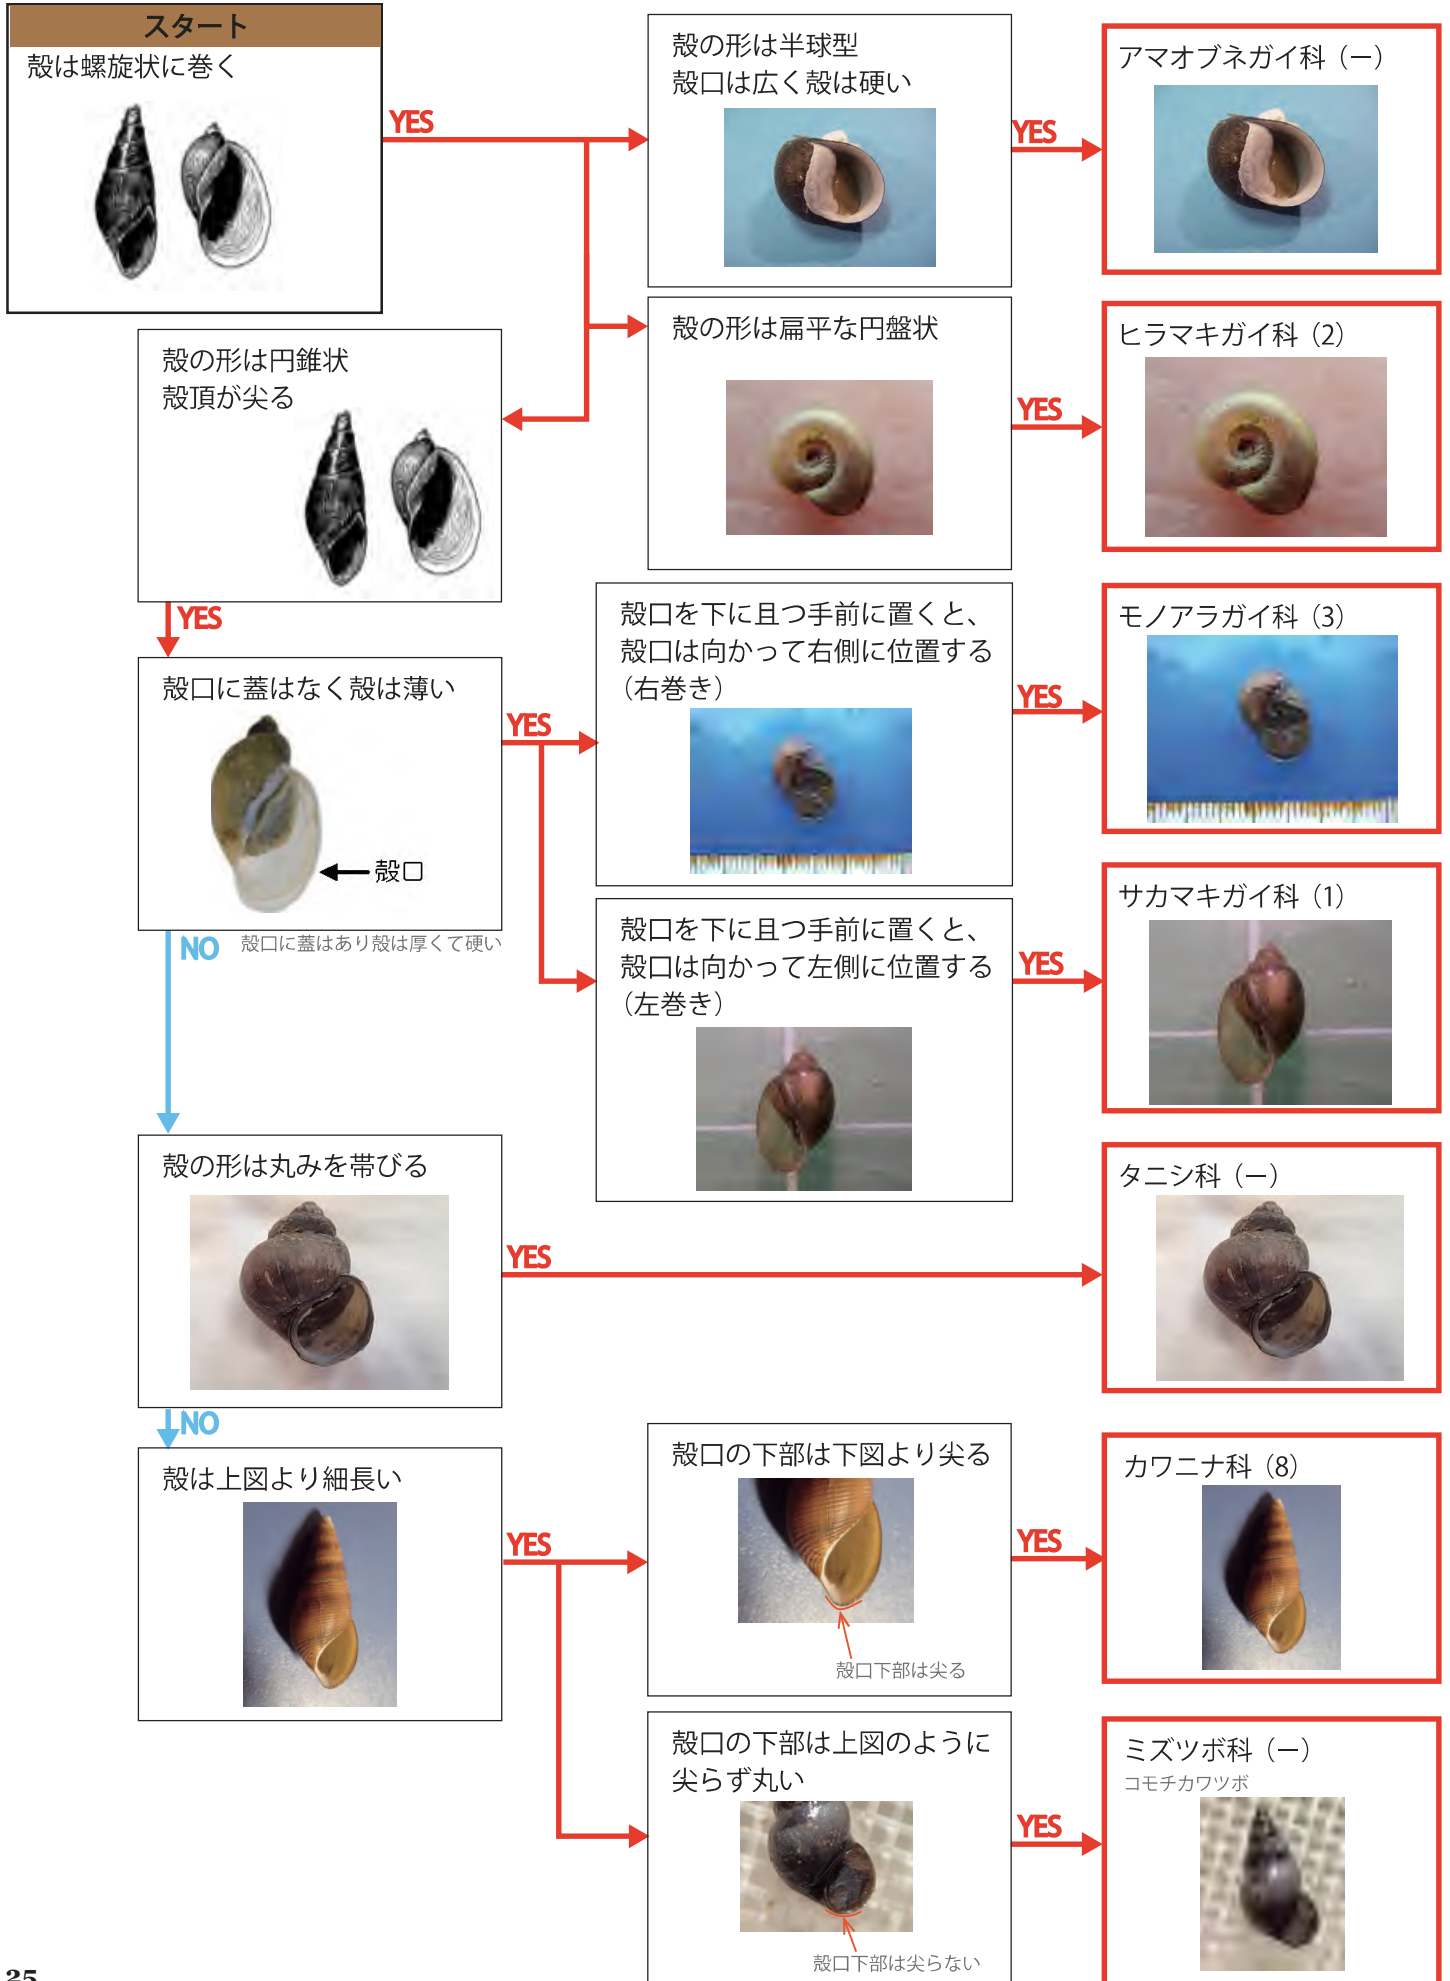 スタート
殻は螺旋状に巻く
YES
殻の形は半球型
殻口は広く殻は硬い
YES
アマオブネガイ科（ー）
殻の形は扁平な円盤状
YES
ヒラマキガイ科（2）
殻の形は円錐状
殻頂が尖る
YES
殻口に蓋はなく殻は薄い
殻口
YES
殻口を下に且つ手前に置くと、
殻口は向かって右側に位置する
（右巻き）
YES
モノアラガイ科（3）
殻口を下に且つ手前に置くと、
殻口は向かって左側に位置する
（左巻き）
YES
サカマキガイ科（1）
NO
殻口に蓋はあり殻は厚くて硬い
殻の形は丸みを帯びる
YES
タニシ科（ー）
NO
殻は上図より細長い
YES
殻口の下部は下図より尖る
殻口下部は尖る
YES
カワニナ科（8）
殻口の下部は上図のように
尖らず丸い
殻口下部は尖らない
YES
ミズツボ科（ー）
コモチカワツボ
25